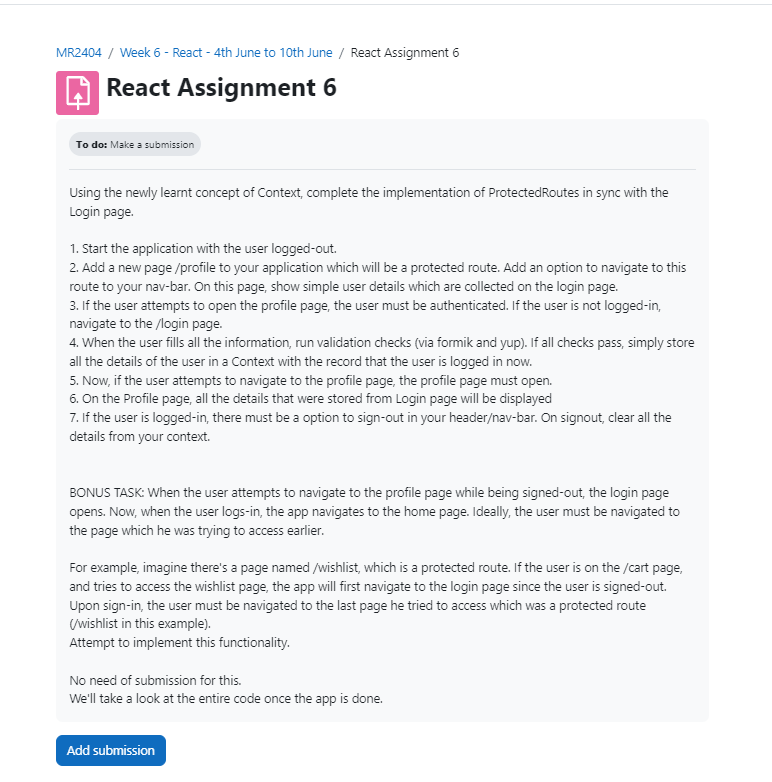 MR2404 / Week 6 - React - 4th June to 10th June / React Assignment 6
React Assignment 6
To do: Make a submission
Using the newly learnt concept of Context, complete the implementation of ProtectedRoutes in sync with the
Login page.
1. Start the application with the user logged-out.
2. Add a new page /profile to your application which will be a protected route. Add an option to navigate to this
route to your nav-bar. On this page, show simple user details which are collected on the login page.
3. If the user attempts to open the profile page, the user must be authenticated. If the user is not logged-in,
navigate to the /login page.
4. When the user fills all the information, run validation checks (via formik and yup). If all checks pass, simply store
all the details of the user in a Context with the record that the user is logged in now.
5. Now, if the user attempts to navigate to the profile page, the profile page must open.
6. On the Profile page, all the details that were stored from Login page will be displayed
7. If the user is logged-in, there must be a option to sign-out in your header/nav-bar. On signout, clear all the
details from your context.
BONUS TASK: When the user attempts to navigate to the profile page while being signed-out, the login page
opens. Now, when the user logs-in, the app navigates to the home page. Ideally, the user must be navigated to
the page which he was trying to access earlier.
For example, imagine there's a page named /wishlist, which is a protected route. If the user is on the /cart page,
and tries to access the wishlist page, the app will first navigate to the login page since the user is signed-out.
Upon sign-in, the user must be navigated to the last page he tried to access which was a protected route
(/wishlist in this example).
Attempt to implement this functionality.
No need of submission for this.
We'll take a look at the entire code once the app is done.
Add submission